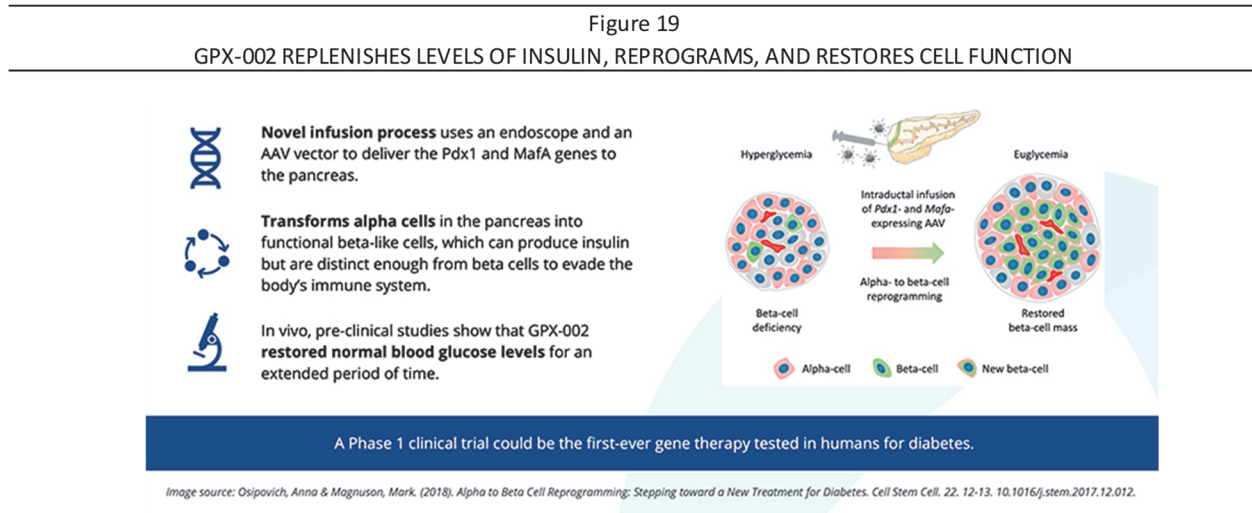 Figure 19
GPX-002 REPLENISHES LEVELS OF INSULIN, REPROGRAMS, AND RESTORES CELL FUNCTION
Novel infusion process uses an endoscope and an
AAV vector to deliver the Pdx1 and MafA genes to
the pancreas.
Transforms alpha cells in the pancreas into
functional beta-like cells, which can produce insulin
but are distinct enough from beta cells to evade the
body's immune system.
In vivo, pre-clinical studies show that GPX-002
restored normal blood glucose levels for an
extended period of time.
Hyperglycemia
Euglycemia
Intraductal infusion
of Pdx1- and Mafa-
expressing AAV
Alpha- to beta-cell
reprogramming
Beta-cell
deficiency
Restored
beta-cell mass
Alpha-cell
Beta-cell
New beta-cell
A Phase 1 clinical trial could be the first-ever gene therapy tested in humans for diabetes.
Image source: Osipovich, Anna & Magnuson, Mark. (2018). Alpha to Beta Cell Reprogramming: Stepping toward a New Treatment for Diabetes. Cell Stem Cell. 22. 12-13. 10.1016/j.stem.2017.12.012.